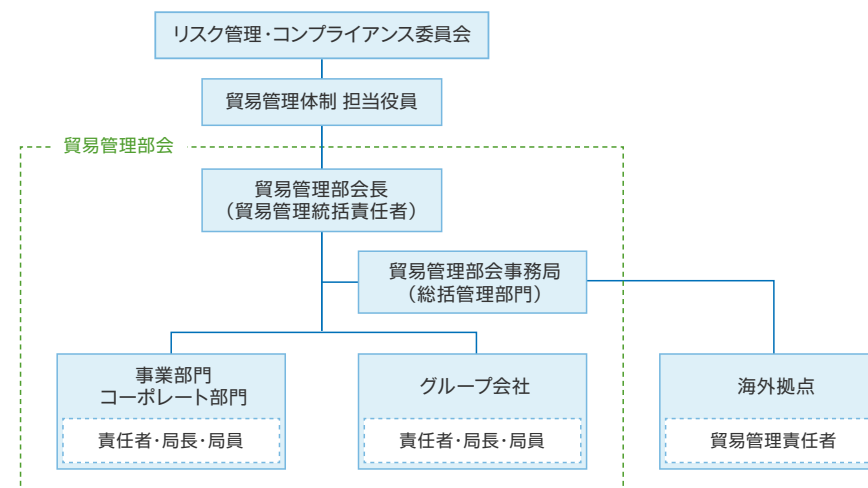 リスク管理・コンプライアンス委員会
貿易管理体制 担当役員
貿易管理部会
貿易管理部会長
（貿易管理統括責任者）
貿易管理部会事務局
（総括管理部門）
事業部門
コーポレート部門
責任者・局長・局員
グループ会社
責任者・局長・局員
海外拠点
貿易管理責任者